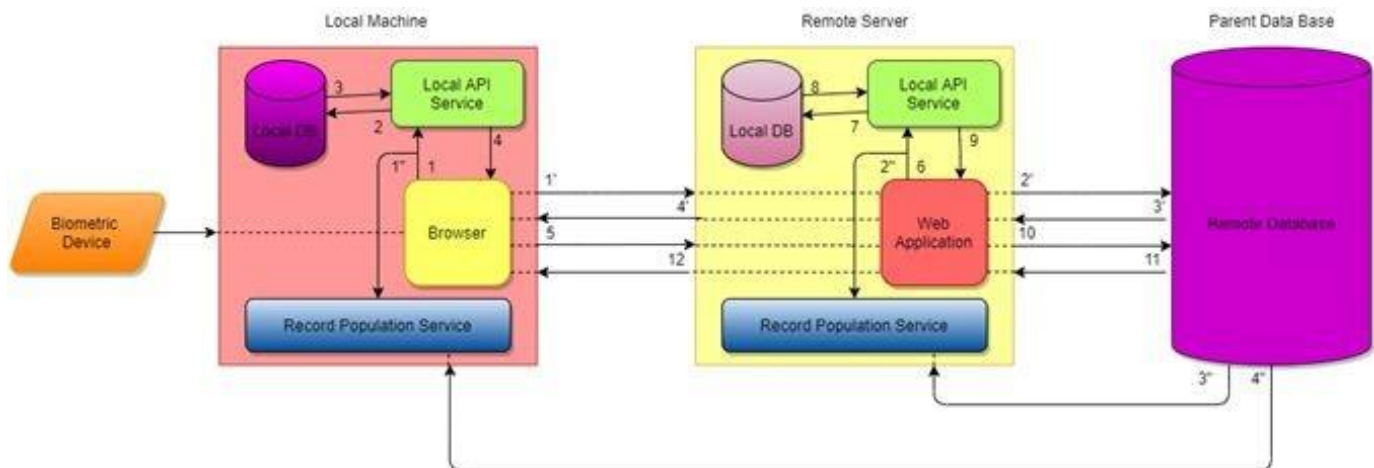 Local Machine
Remote Server
Parent Data Base
Local DB
3
2
Local API
Service
4
1"
1
Biometric
Device
Browser
Record Population Service
1'
4'
5
12
Local DB
8
7
Local API
Service
9
2"
6
Web
Application
Record Population Service
2'
3'
10
11
Remote Database
3"
4"